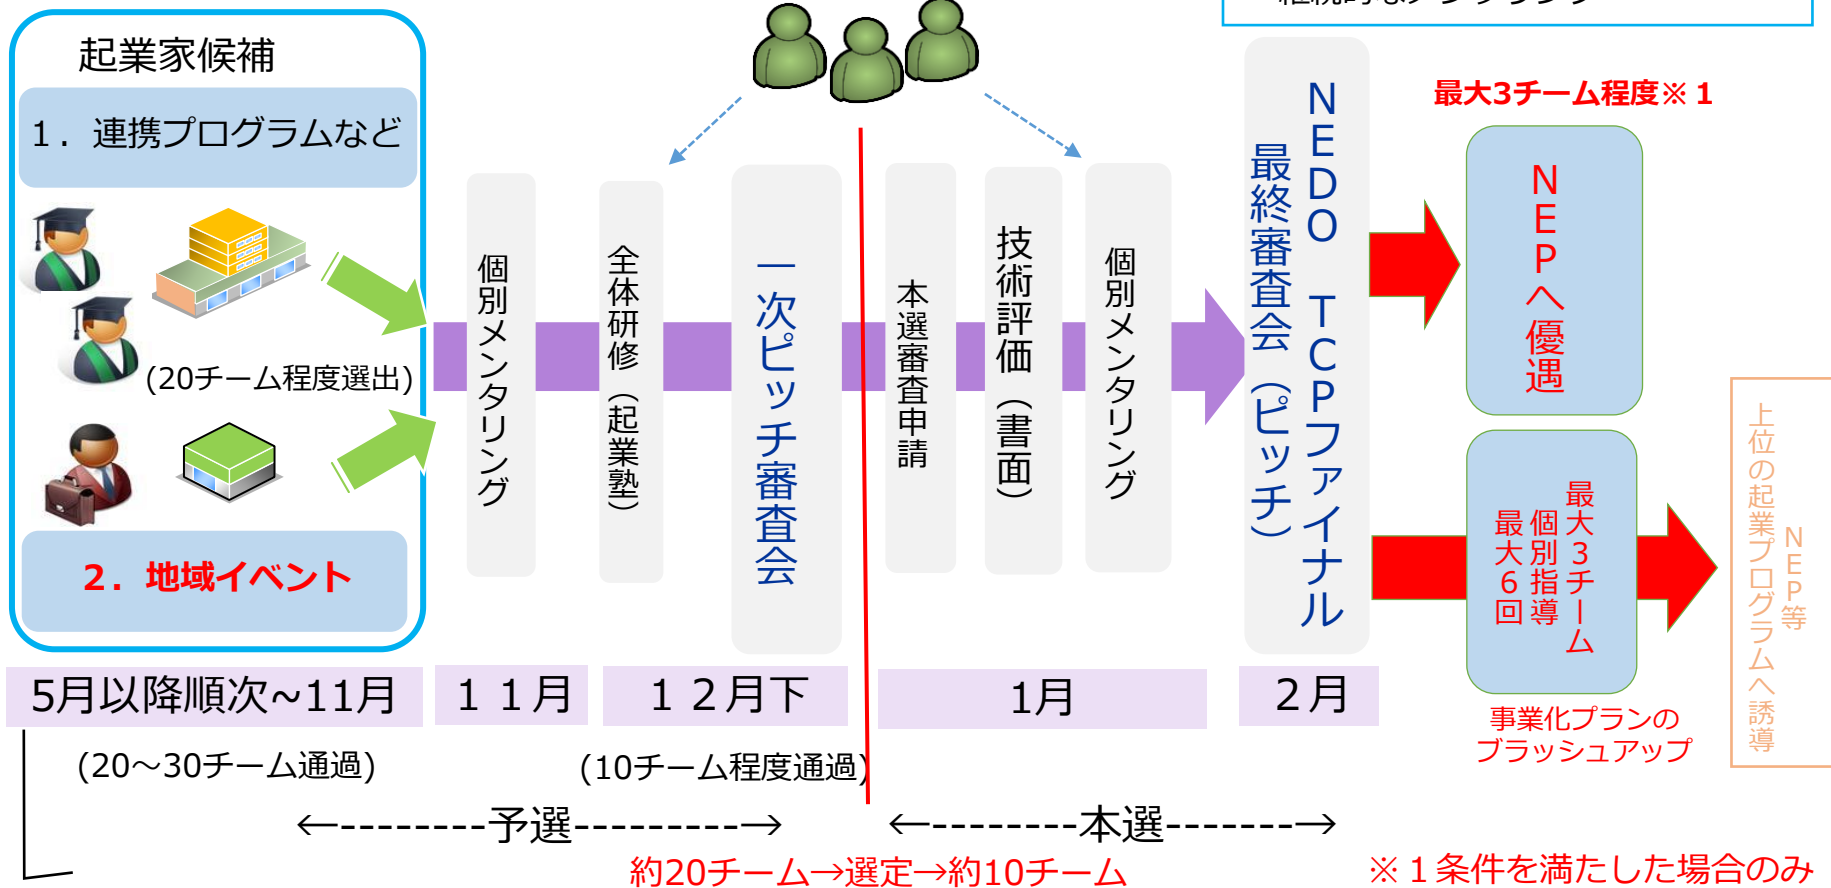 起業家候補
１．連携プログラムなど
(20チーム程度選出)
２．地域イベント
個別メンタリング
全体研修（起業塾）
一次ピッチ審査会
本選審査申請
技術評価（書面）
個別メンタリング
NEDO TCPファイナル
最終審査会（ピッチ）
最大3チーム程度※１
NEPへ優遇
最大３チーム
個別指導
最大６回
事業化プランの
ブラッシュアップ
NEP等
上位の起業プログラムへ誘導
5月以降順次~11月
１１月
１２月下
1月
２月
(20～30チーム通過)
(10チーム程度通過)
←--------予選---------→
←--------本選-------→
約20チーム→選定→約10チーム
※１条件を満たした場合のみ